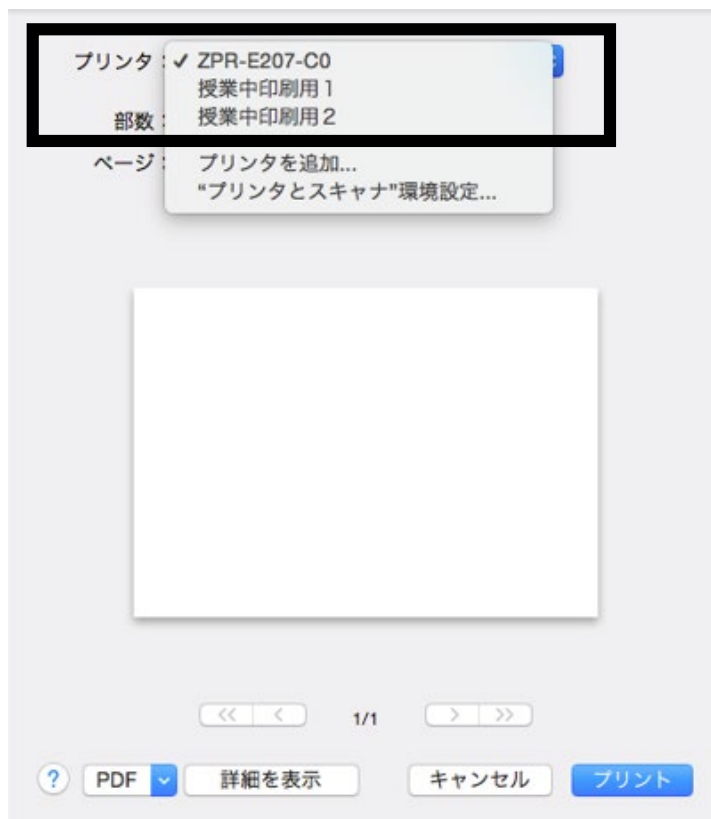 プリンタ: ✓ ZPR-E207-C0
授業中印刷用1
部数: 授業中印刷用2
ページ: プリンタを追加...
“プリンタとスキャナ”環境設定...
<< < 1/1 > >>
? PDF 詳細を表示 キャンセル プリント